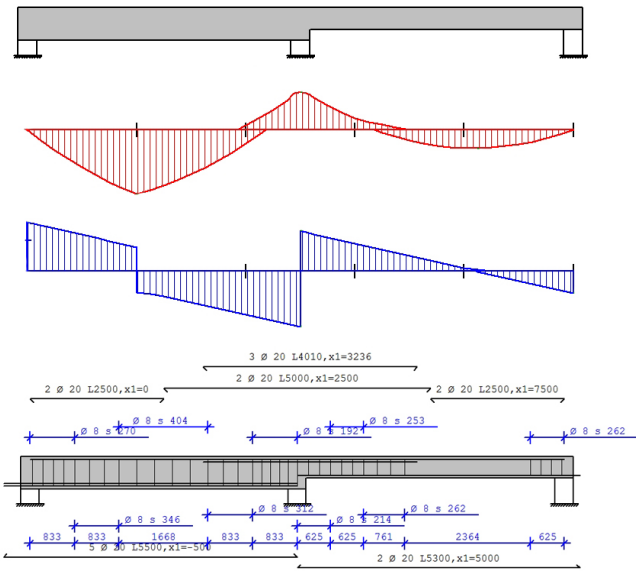 3 Ø 20 L4010,x1=3236
2 Ø 20 L5000,x1=2500
2 Ø 20 L2500,x1=0
2 Ø 20 L2500,x1=7500
Ø 8 s 404
Ø 8 s 253
Ø 8 s 270
Ø 8 s 192
Ø 8 s 262
Ø 8 s 312
Ø 8 s 262
Ø 8 s 346
Ø 8 s 214
833 833 1668 833 833 625 625 761 2364 625
5 Ø 20 L5500,x1=-500
2 Ø 20 L5300,x1=5000